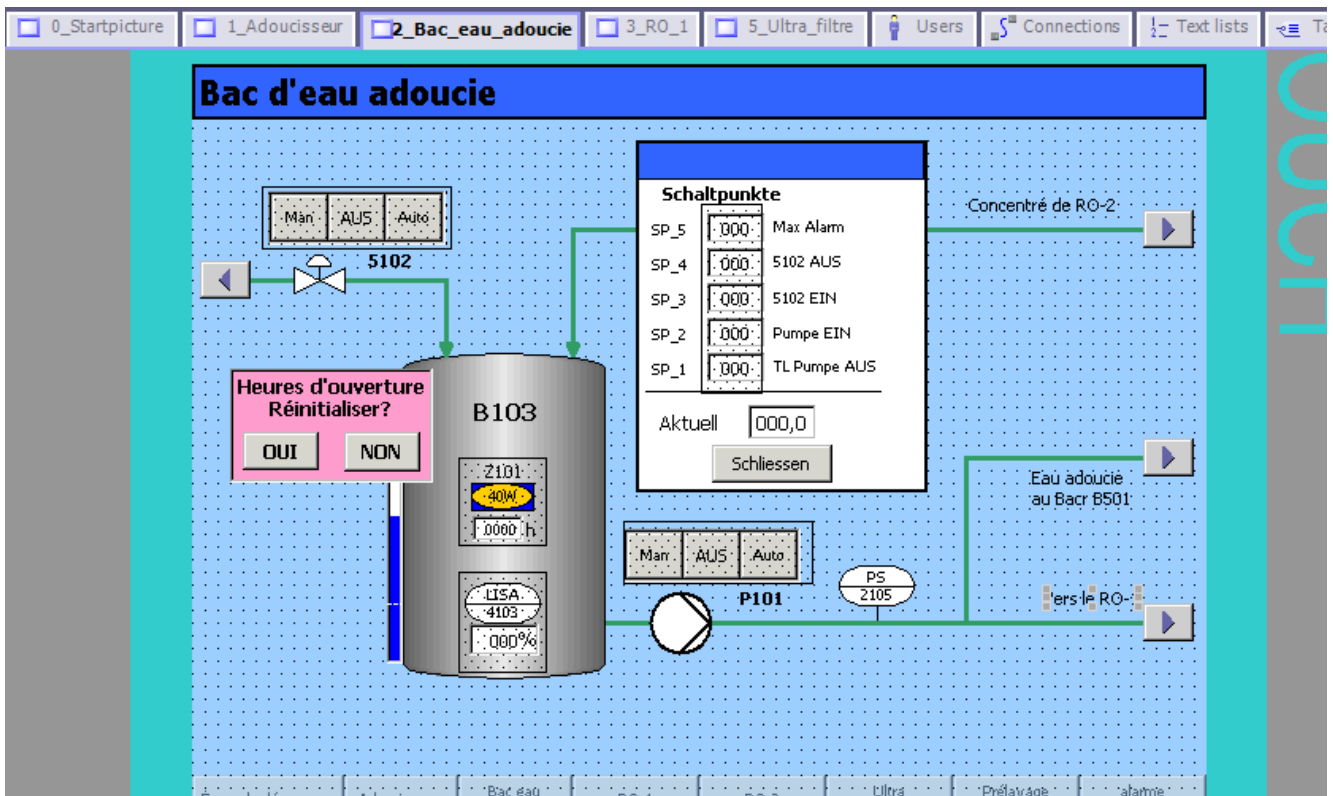 0_Startpicture
1_Adoucisseur
2_Bac_eau_adoucie
3_RO_1
5_Ultra_filtre
Users
Connections
Text lists
Bac d'eau adoucie
Man AUS Auto
5102
Schaltpunkte
SP_5 000 Max Alarm
SP_4 000 5102 AUS
SP_3 000 5102 EIN
SP_2 000 Pumpe EIN
SP_1 000 TL Pumpe AUS
Aktuell 000,0
Schliessen
Concentré de RO-2
Heures d'ouverture
Réinitialiser?
OUI NON
B103
Z101
40W
0000 h
LISA
4103
000%
Man AUS Auto
P101
PS
2105
Eau adoucie
au Bacr B501
le RO-
Bac eau
Ultra
Prélavage
alarme